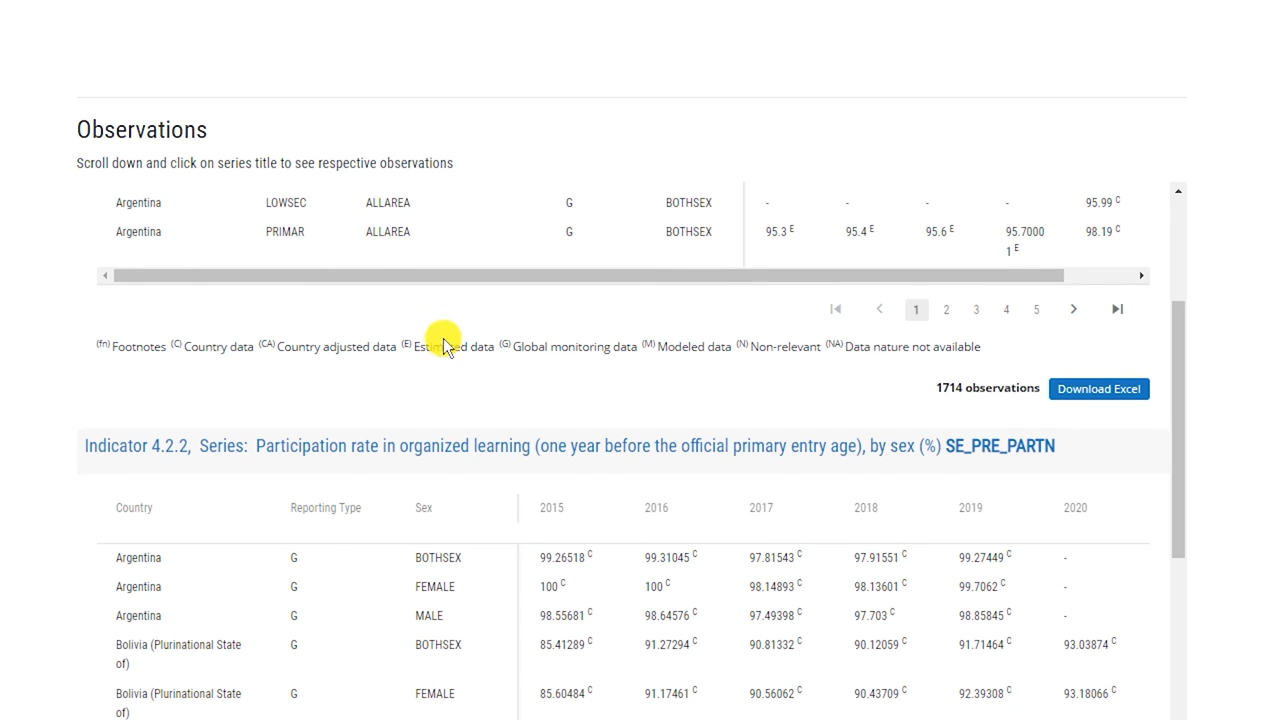 Observations
Scroll down and click on series title to see respective observations
Argentina LOWSEC ALLAREA G BOTHSEX - - - - 95.99 C
Argentina PRIMAR ALLAREA G BOTHSEX 95.3 E 95.4 E 95.6 E 95.7000 98.19 C
1 E
1 2 3 4 5
(fn) Footnotes (C) Country data (CA) Country adjusted data (E) Estimated data (G) Global monitoring data (M) Modeled data (N) Non-relevant (NA) Data nature not available
1714 observations Download Excel
Indicator 4.2.2, Series: Participation rate in organized learning (one year before the official primary entry age), by sex (%) SE_PRE_PARTN
Country Reporting Type Sex 2015 2016 2017 2018 2019 2020
Argentina G BOTHSEX 99.26518 C 99.31045 C 97.81543 C 97.91551 C 99.27449 C -
Argentina G FEMALE 100 C 100 C 98.14893 C 98.13601 C 99.7062 C -
Argentina G MALE 98.55681 C 98.64576 C 97.49398 C 97.703 C 98.85845 C -
Bolivia (Plurinational State G BOTHSEX 85.41289 C 91.27294 C 90.81332 C 90.12059 C 91.71464 C 93.03874 C
of)
Bolivia (Plurinational State G FEMALE 85.60484 C 91.17461 C 90.56062 C 90.43709 C 92.39308 C 93.18066 C
of)